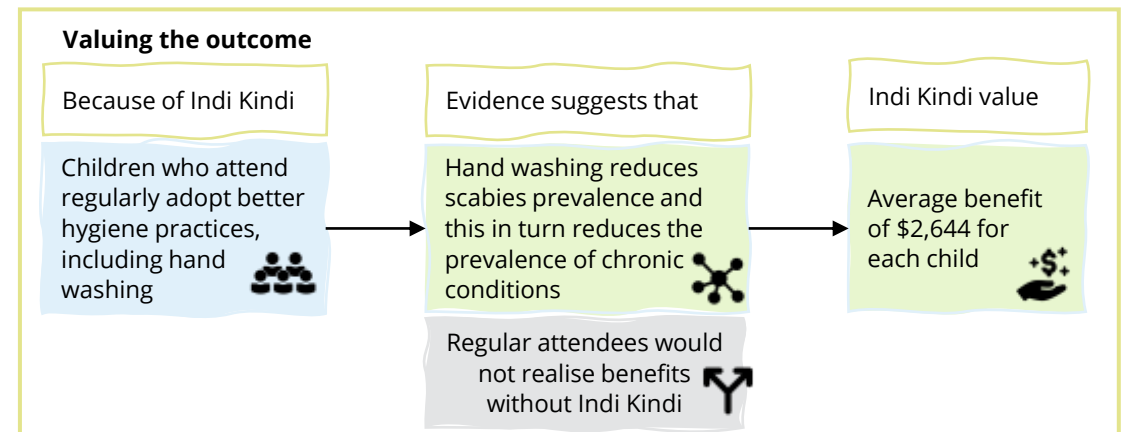 Valuing the outcome
Because of Indi Kindi
Children who attend
regularly adopt better
hygiene practices,
including hand
washing
Evidence suggests that
Hand washing reduces
scabies prevalence and
this in turn reduces the
prevalence of chronic
conditions
Regular attendees would
not realise benefits
without Indi Kindi
Indi Kindi value
Average benefit
of $2,644 for
each child
+$+
+